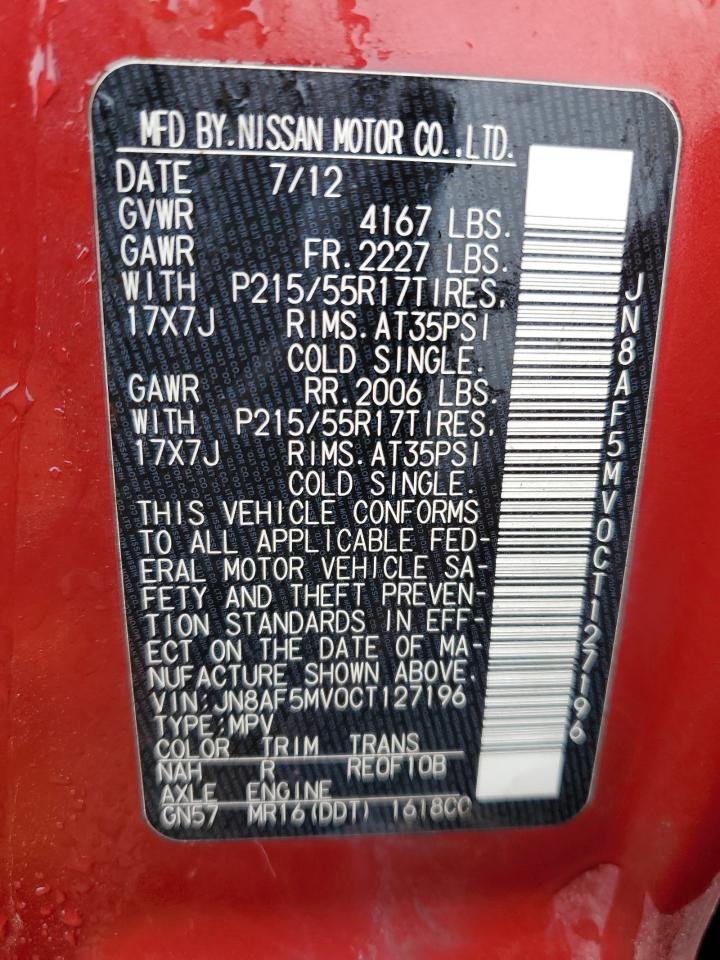 MFD BY.NISSAN MOTOR CO.,LTD.
DATE 7/12
GVWR 4167 LBS.
GAWR FR.2227 LBS.
WITH P215/55R17TIRES,
17X7J RIMS.AT35PSI
COLD SINGLE.
GAWR RR.2006 LBS.
WITH P215/55R17TIRES,
17X7J RIMS.AT35PSI
COLD SINGLE.
THIS VEHICLE CONFORMS
TO ALL APPLICABLE FED-
ERAL MOTOR VEHICLE SA-
FETY AND THEFT PREVEN-
TION STANDARDS IN EFF-
ECT ON THE DATE OF MA-
NUFACTURE SHOWN ABOVE.
VIN:JN8AF5MV0CT127196
TYPE:MPV
COLOR TRIM TRANS
NAH R RE0F10B
AXLE ENGINE
GN57 MR16(DDT) 1618CC
JN8AF5MV0CT127196